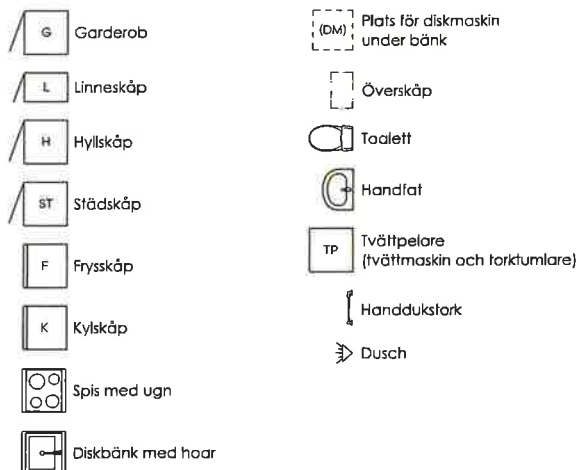 G Garderob
L Linneskåp
H Hyllskåp
ST Städskåp
F Frysskåp
K Kylskåp
Spis med ugn
Diskbänk med hoar
(DM) Plats för diskmaskin
under bänk
Överskåp
Toalett
Handfat
TP Tvättpelare
(tvättmaskin och torktumlare)
Handdukstork
Dusch